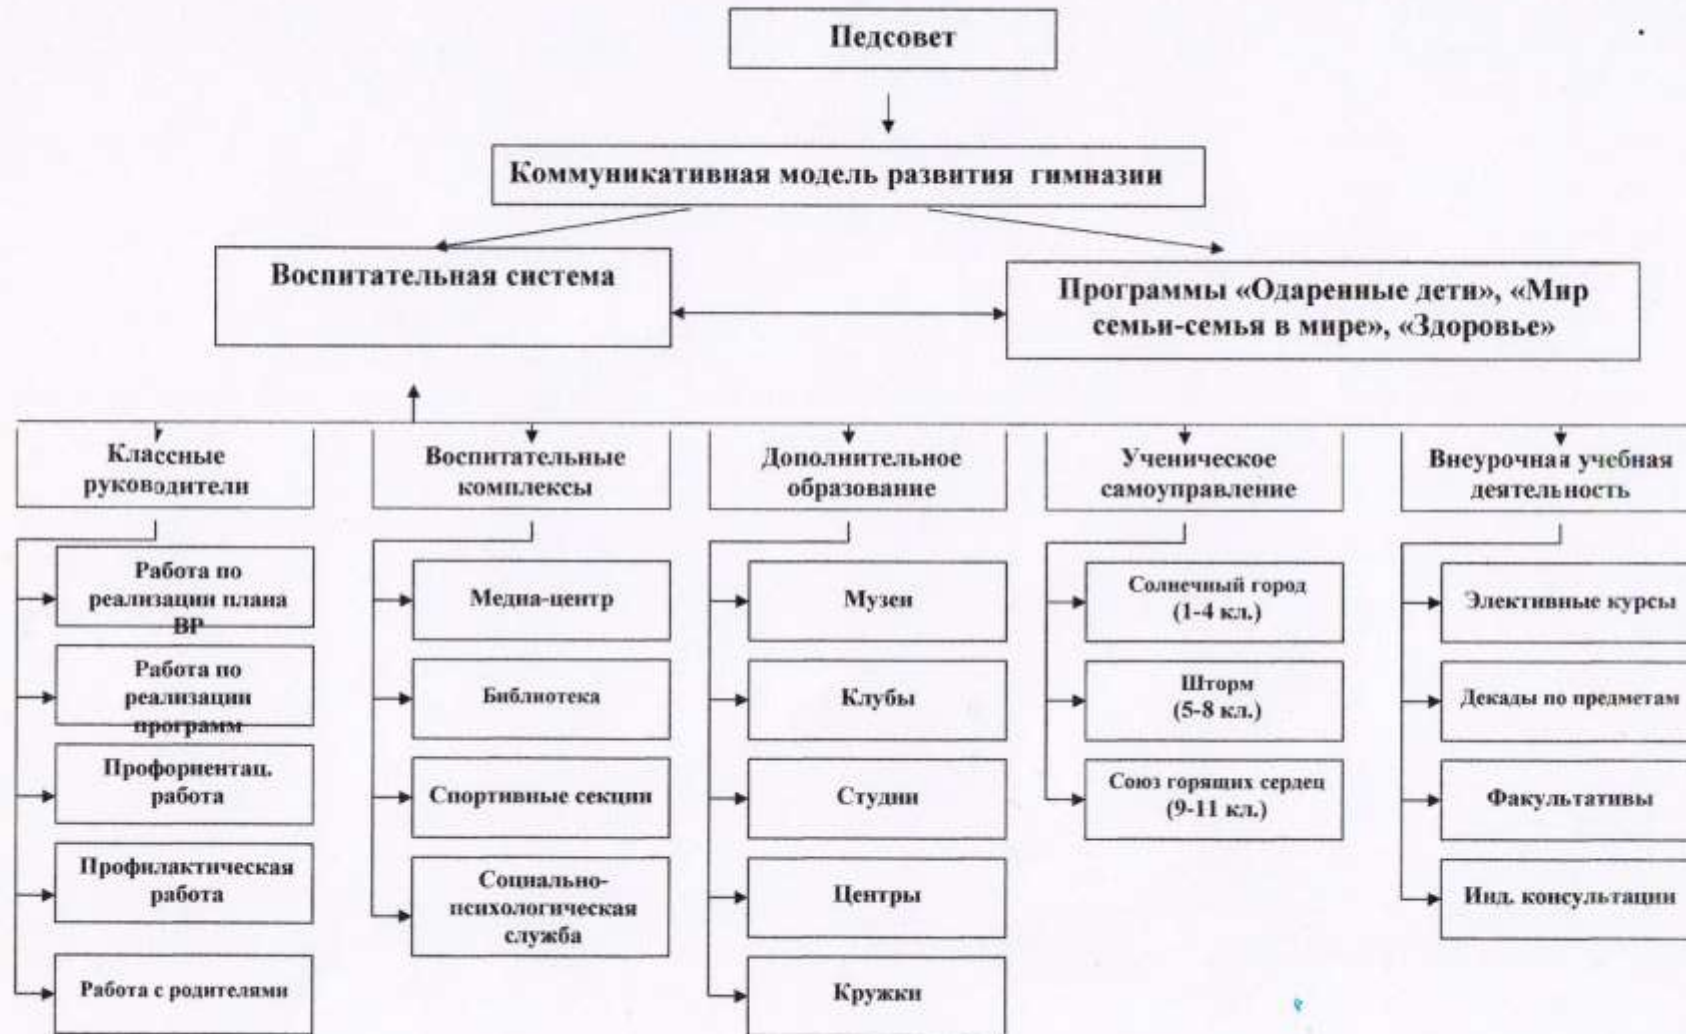 Педсовет
Коммуникативная модель развития гимназии
Воспитательная система
Программы «Одаренные дети», «Мир
семьи-семья в мире», «Здоровье»
Классные
руководители
Воспитательные
комплексы
Дополнительное
образование
Ученическое
самоуправление
Внеурочная учебная
деятельность
Работа по
реализации плана
ВР
Работа по
реализации
программ
Профориентац.
работа
Профилактическая
работа
Работа с родителями
Медиа-центр
Библиотека
Спортивные секции
Социально-
психологическая
служба
Музеи
Клубы
Студии
Центры
Кружки
Солнечный город
(1-4 кл.)
Шторм
(5-8 кл.)
Союз горящих сердец
(9-11 кл.)
Элективные курсы
Декады по предметам
Факультативы
Инд. консультации